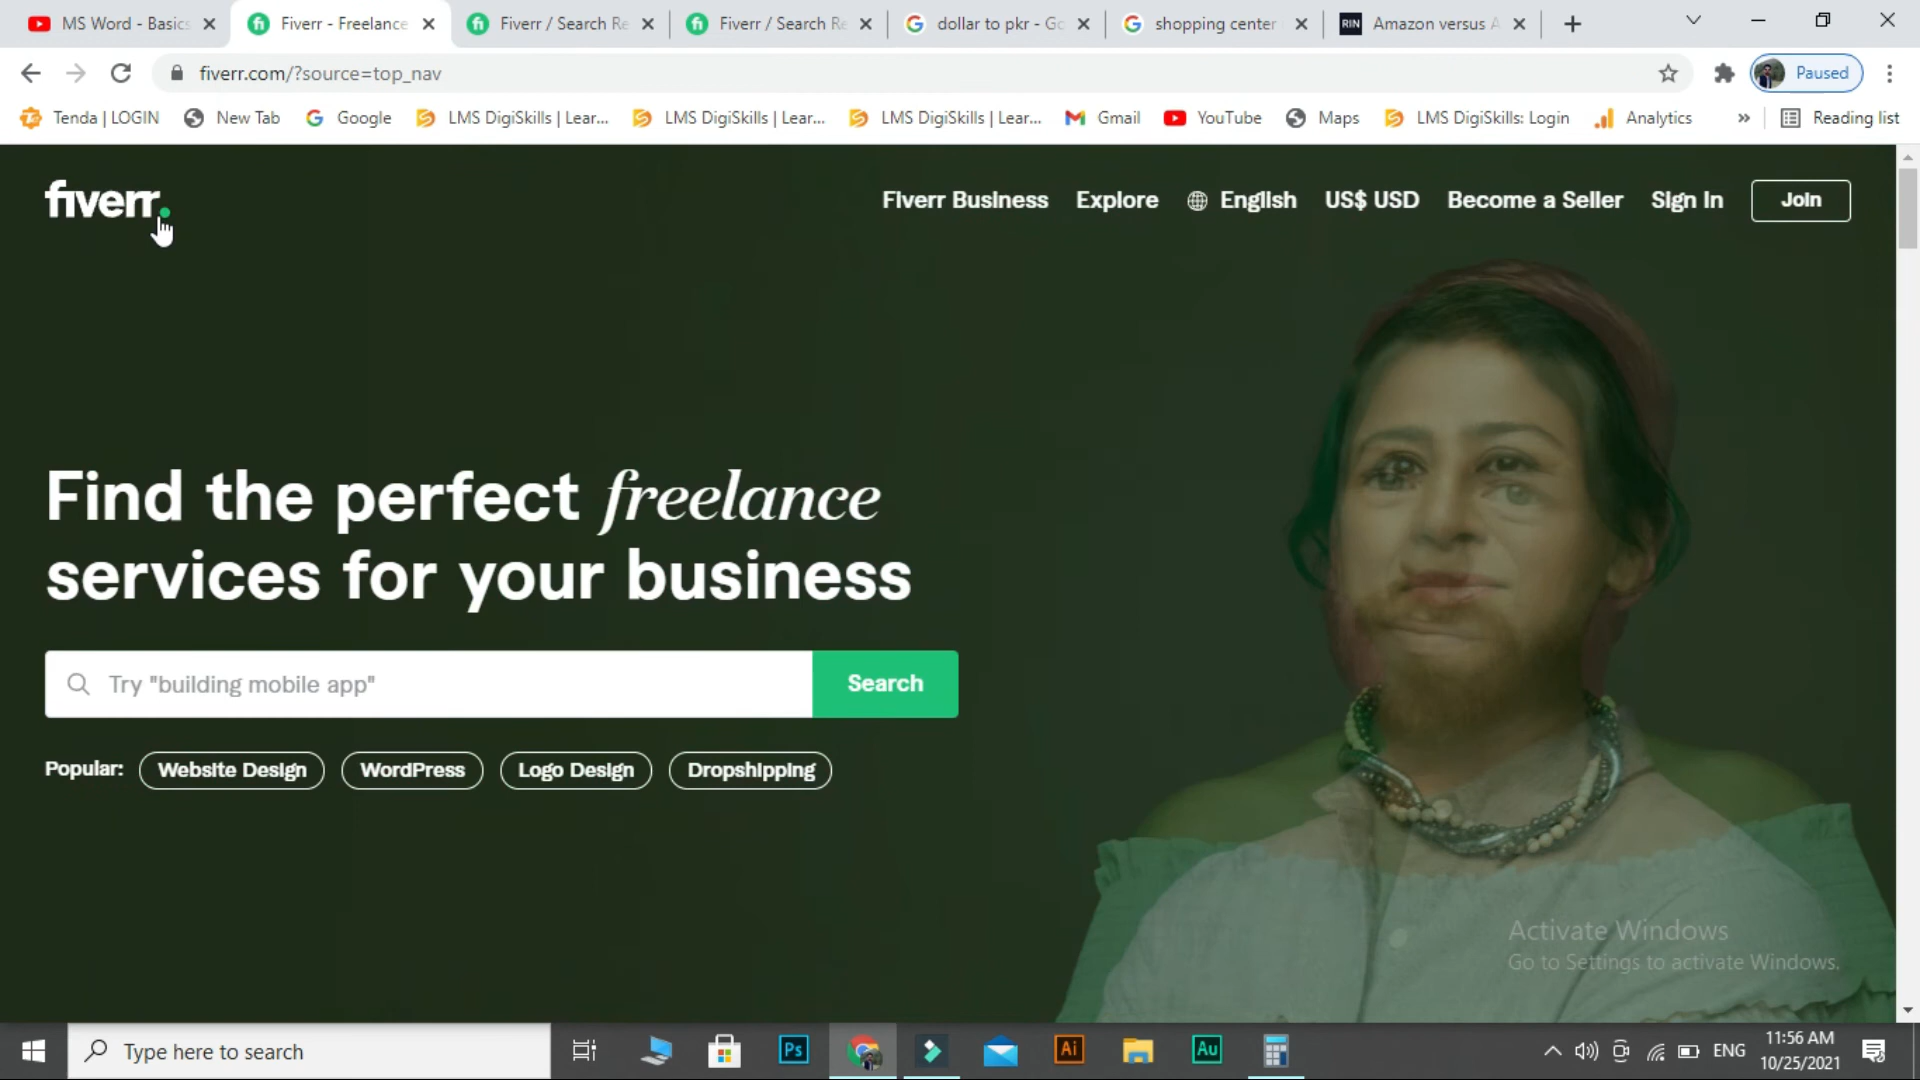 MS Word - Basics
Fiverr - Freelance
Fiverr / Search Re
Fiverr / Search Re
dollar to pkr - Go
shopping center
RIN Amazon versus A
fiverr.com/?source=top_nav
Paused
Tenda | LOGIN
New Tab
Google
LMS DigiSkills | Lear...
LMS DigiSkills | Lear...
LMS DigiSkills | Lear...
Gmail
YouTube
Maps
LMS DigiSkills: Login
Analytics
»
Reading list
fiverr.
Fiverr Business
Explore
English
US$ USD
Become a Seller
Sign In
Join
Find the perfect freelance
services for your business
Try "building mobile app"
Search
Popular:
Website Design
WordPress
Logo Design
Dropshipping
Activate Windows
Go to Settings to activate Windows.
Type here to search
Ps
Ai
Au
ENG
11:56 AM
10/25/2021